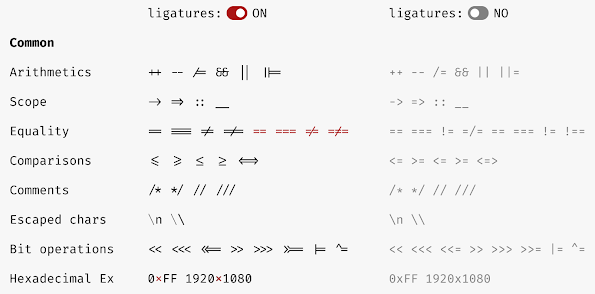 ligatures: ON ligatures: NO
Common
Arithmetics ++ -- /= && || ||= ++ -- /= && || ||=
Scope -> => :: __ -> => :: __
Equality == === != =/= == === != !== == === != =/= == === != !==
Comparisons <= >= <= >= <=> <= >= <= >= <=>
Comments /* */ // /// /* */ // ///
Escaped chars \n \\ \n \\
Bit operations << <<< <<= >> >>> >>= |= ^= << <<< <<= >> >>> >>= |= ^=
Hexadecimal Ex 0×FF 1920×1080 0xFF 1920x1080